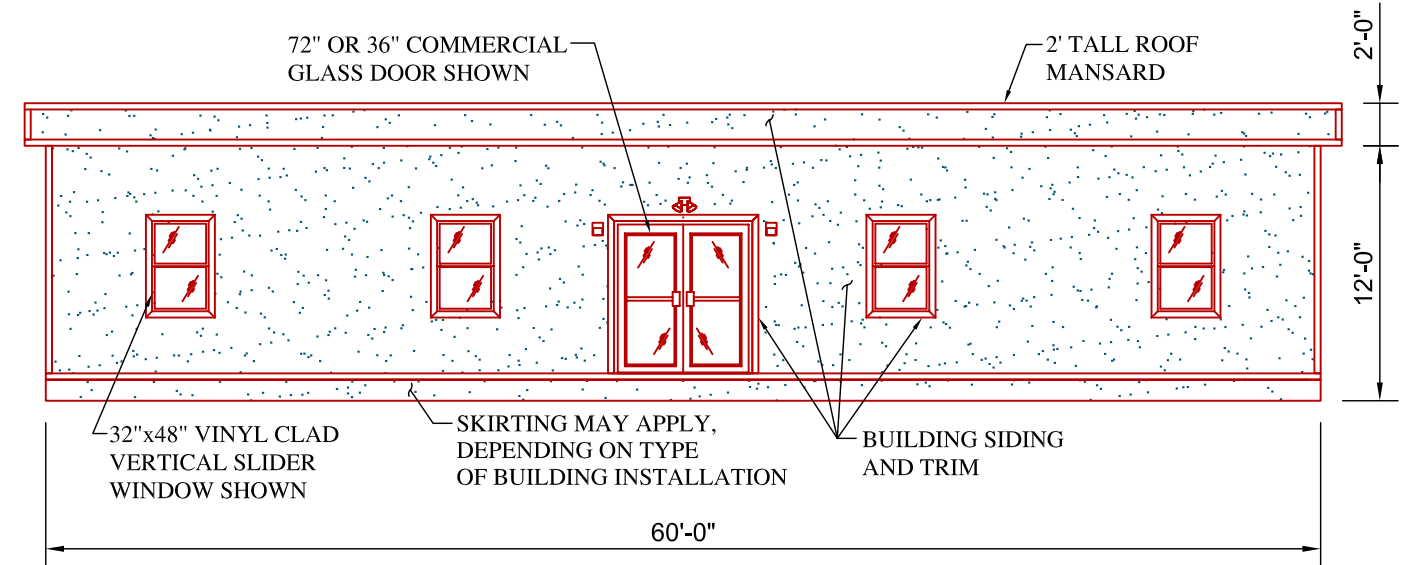 72" OR 36" COMMERCIAL
GLASS DOOR SHOWN
2' TALL ROOF
MANSARD
2'-0"
12'-0"
32"x48" VINYL CLAD
VERTICAL SLIDER
WINDOW SHOWN
SKIRTING MAY APPLY,
DEPENDING ON TYPE
OF BUILDING INSTALLATION
BUILDING SIDING
AND TRIM
60'-0"